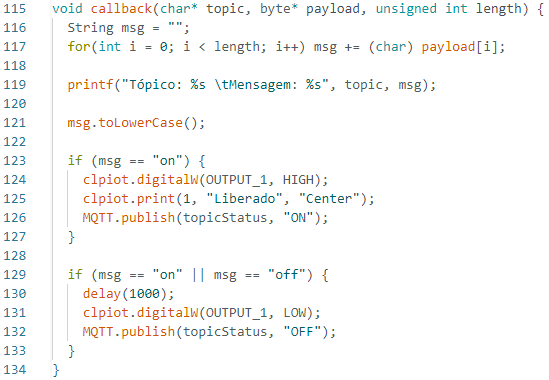 115 void callback(char* topic, byte* payload, unsigned int length) {
116   String msg = "";
117   for(int i = 0; i < length; i++) msg += (char) payload[i];
118
119   printf("Tópico: %s \tMensagem: %s", topic, msg);
120
121   msg.toLowerCase();
122
123   if (msg == "on") {
124     clpiot.digitalW(OUTPUT_1, HIGH);
125     clpiot.print(1, "Liberado", "Center");
126     MQTT.publish(topicStatus, "ON");
127   }
128
129   if (msg == "on" || msg == "off") {
130     delay(1000);
131     clpiot.digitalW(OUTPUT_1, LOW);
132     MQTT.publish(topicStatus, "OFF");
133   }
134 }